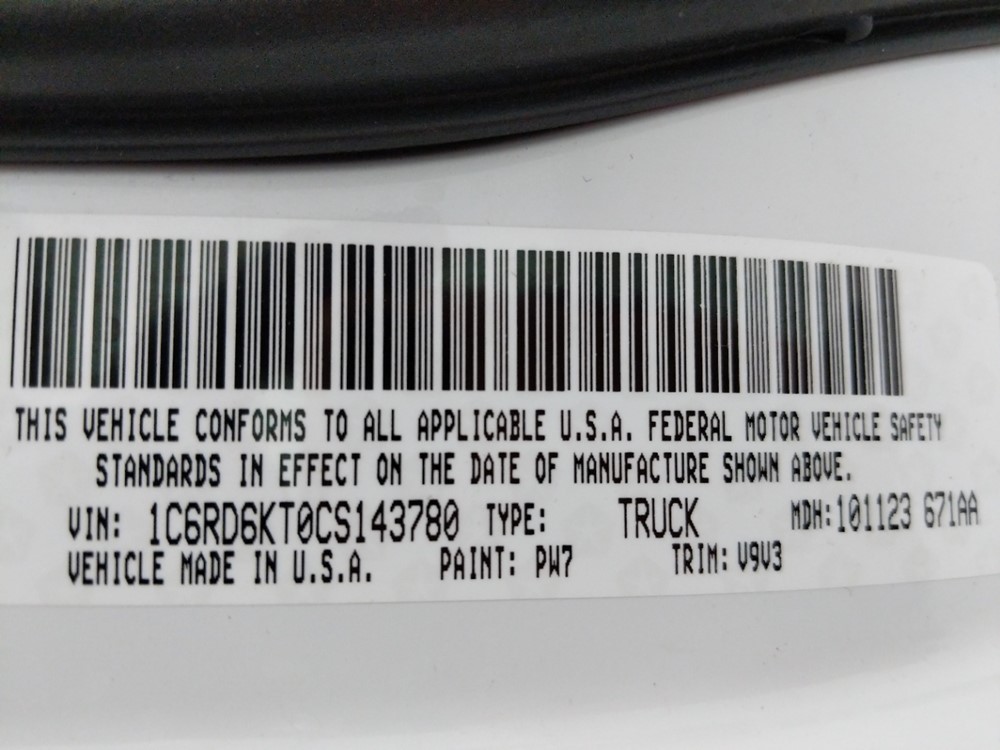 THIS VEHICLE CONFORMS TO ALL APPLICABLE U.S.A. FEDERAL MOTOR VEHICLE SAFETY
STANDARDS IN EFFECT ON THE DATE OF MANUFACTURE SHOWN ABOVE.
VIN: 1C6RD6KT0CS143780 TYPE: TRUCK MDH:101123 671AA
VEHICLE MADE IN U.S.A. PAINT: PW7 TRIM: V9V3